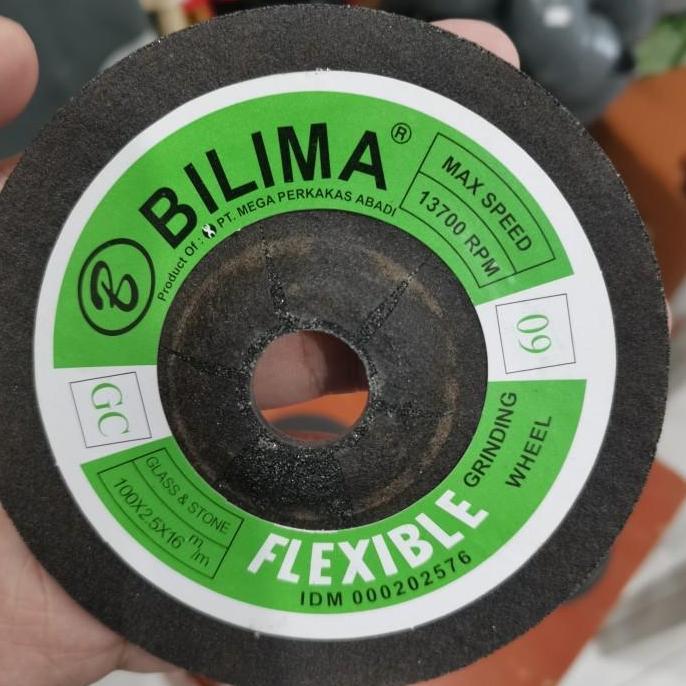 BILIMA®
Product Of : PT. MEGA PERKAKAS ABADI
MAX SPEED
13700 RPM
60
GC
GLASS & STONE
100X2.5X16 m/m
FLEXIBLE
GRINDING
WHEEL
IDM 000202576